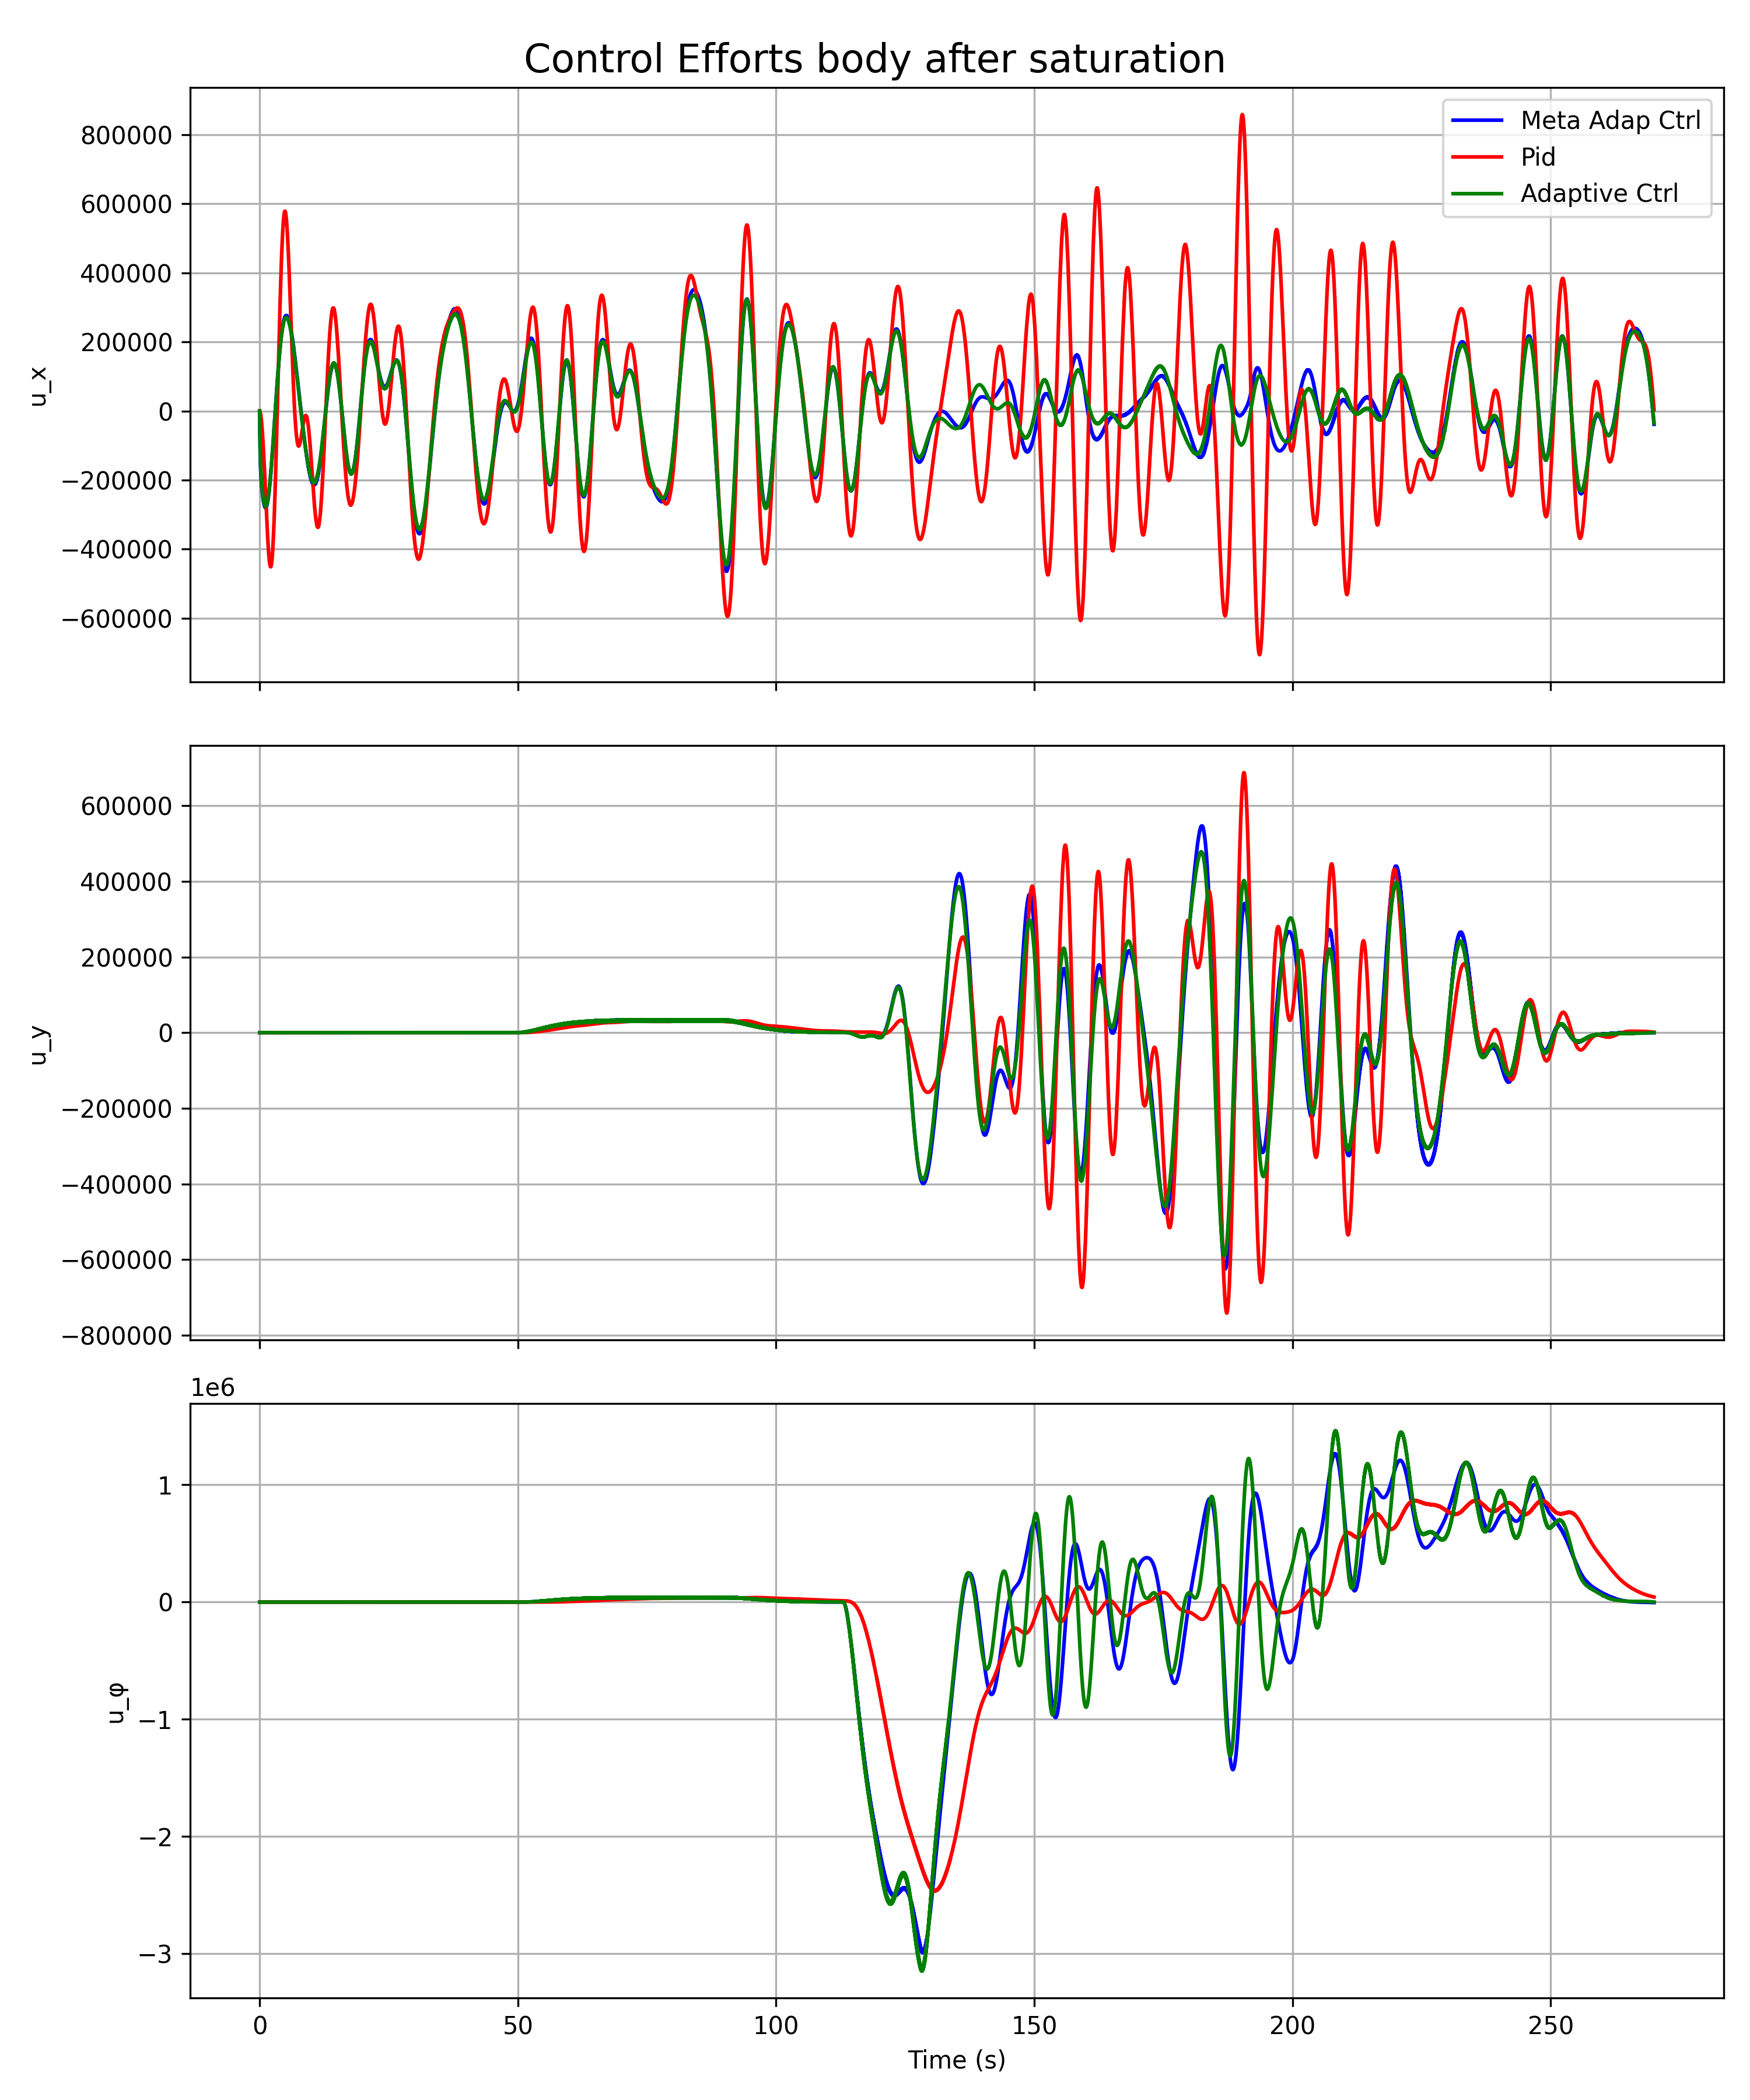 Control Efforts body after saturation
800000
600000
400000
200000
0
−200000
−400000
−600000
u_x
Meta Adap Ctrl
Pid
Adaptive Ctrl
600000
400000
200000
0
−200000
−400000
−600000
−800000
u_y
1e6
1
0
−1
−2
−3
u_φ
0 50 100 150 200 250
Time (s)